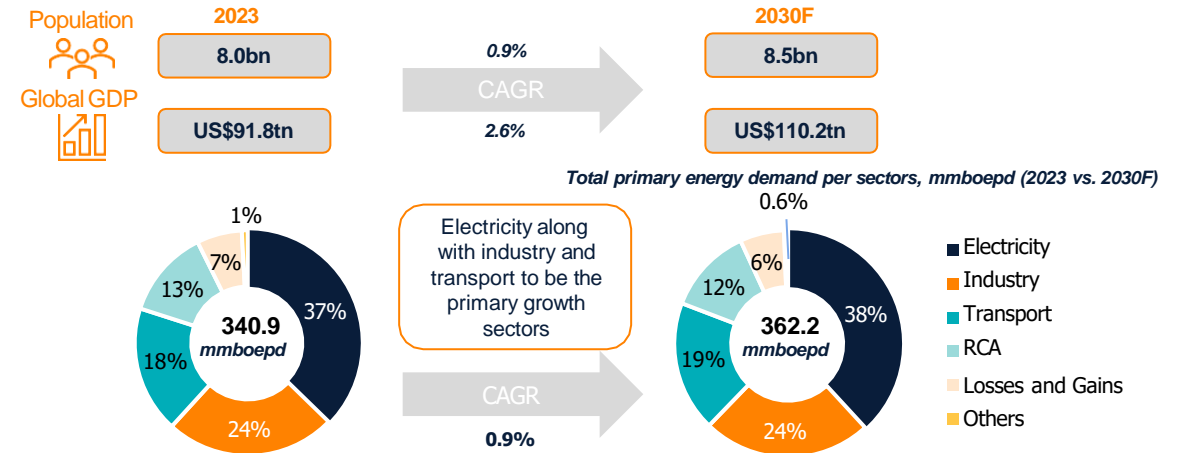 Population
2023
2030F
8.0bn
0.9%
8.5bn
CAGR
Global GDP
US$91.8tn
2.6%
US$110.2tn
Total primary energy demand per sectors, mmboepd (2023 vs. 2030F)
1%
7%
13%
18%
24%
37%
340.9
mmboepd
Electricity along
with industry and
transport to be the
primary growth
sectors
CAGR
0.9%
0.6%
6%
12%
19%
24%
38%
362.2
mmboepd
Electricity
Industry
Transport
RCA
Losses and Gains
Others